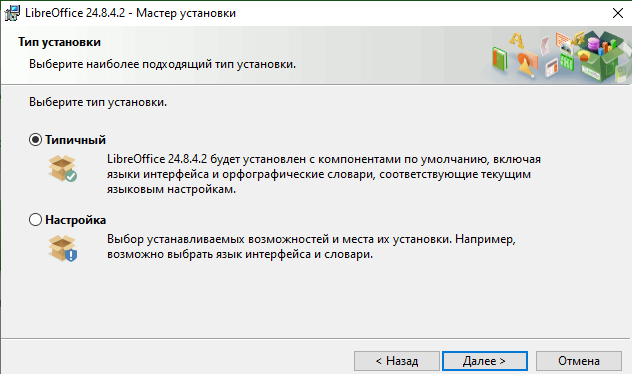 LibreOffice 24.8.4.2 - Мастер установки
Тип установки
Выберите наиболее подходящий тип установки.
Выберите тип установки.
Типичный
LibreOffice 24.8.4.2 будет установлен с компонентами по умолчанию, включая
языки интерфейса и орфографические словари, соответствующие текущим
языковым настройкам.
Настройка
Выбор устанавливаемых возможностей и места их установки. Например,
возможно выбрать язык интерфейса и словари.
< Назад
Далее >
Отмена